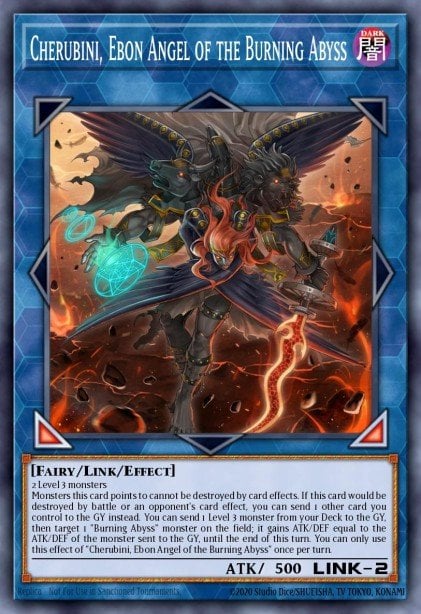 Cherubini, Ebon Angel of the Burning Abyss
DARK
闇
[Fairy/Link/Effect]
2 Level 3 monsters
Monsters this card points to cannot be destroyed by card effects. If this card would be
destroyed by battle or an opponent's card effect, you can send 1 other card you
control to the GY instead. You can send 1 Level 3 monster from your Deck to the GY,
then target 1 "Burning Abyss" monster on the field; it gains ATK/DEF equal to the
ATK/DEF of the monster sent to the GY, until the end of this turn. You can only use
this effect of "Cherubini, Ebon Angel of the Burning Abyss" once per turn.
ATK/ 500 LINK-2
Replica - Not For Use in Sanctioned Tornaments ©2020 Studio Dice/SHUEISHA, TV TOKYO, KONAMI